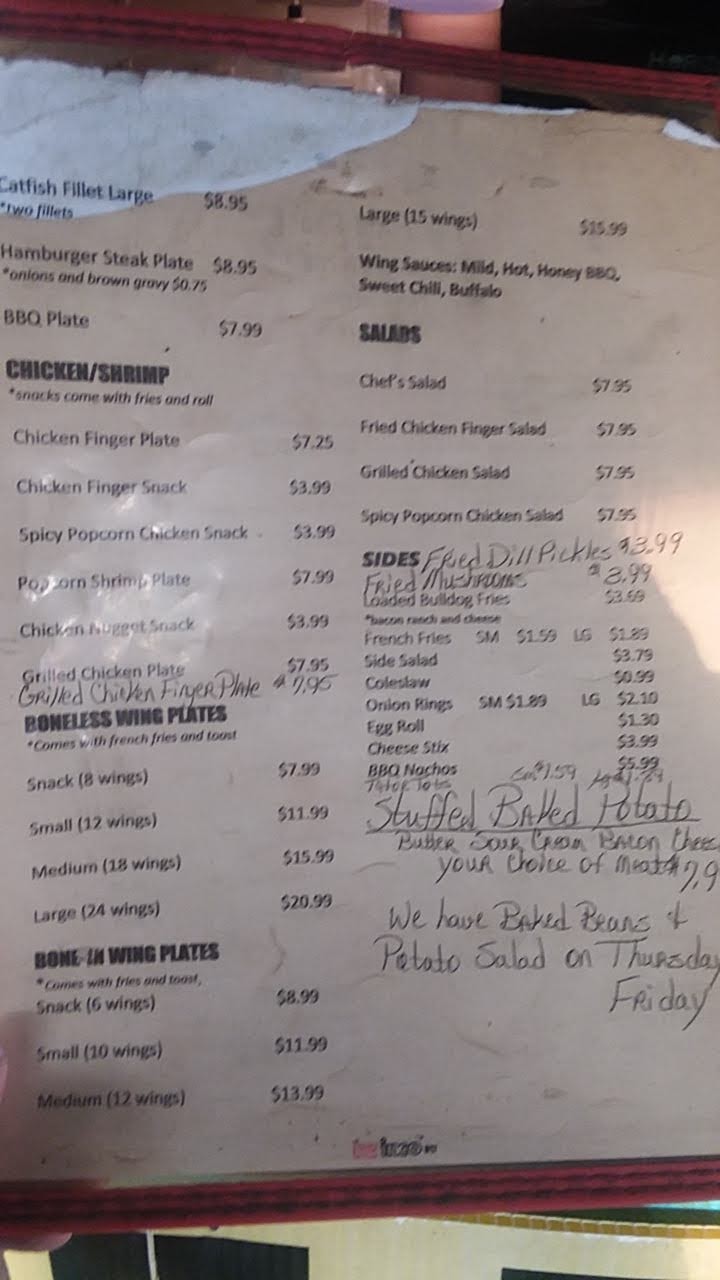 Catfish Fillet Large $8.95
*two fillets
Hamburger Steak Plate $8.95
*onions and brown gravy $0.75
BBQ Plate $7.99
CHICKEN/SHRIMP
*snacks come with fries and roll
Chicken Finger Plate $7.25
Chicken Finger Snack $3.99
Spicy Popcorn Chicken Snack $3.99
Popcorn Shrimp Plate $7.99
Chicken Nugget Snack $3.99
Grilled Chicken Plate $7.95
Grilled Chicken Finger Plate $7.95
BONELESS WING PLATES
*Comes with french fries and toast
Snack (8 wings) $7.99
Small (12 wings) $11.99
Medium (18 wings) $15.99
Large (24 wings) $20.99
BONE-IN WING PLATES
*Comes with fries and toast,
Snack (6 wings) $8.99
Small (10 wings) $11.99
Medium (12 wings) $13.99
Large (15 wings) $15.99
Wing Sauces: Mild, Hot, Honey BBQ,
Sweet Chili, Buffalo
SALADS
Chef's Salad $7.95
Fried Chicken Finger Salad $7.95
Grilled Chicken Salad $7.95
Spicy Popcorn Chicken Salad $7.95
SIDES Fried Dill Pickles $3.99
Fried Mushrooms $3.99
Loaded Bulldog Fries $3.69
*bacon ranch and cheese
French Fries SM $1.59 LG $1.89
Side Salad $3.79
Coleslaw $0.99
Onion Rings SM $1.89 LG $2.10
Egg Roll $1.30
Cheese Stix $3.99
BBQ Nachos $5.99
Tator Tots Sm $1.59
Stuffed Baked Potato
Butter Sour Cream Bacon Chees
your choice of meat $7.9
We have Baked Beans &
Potato Salad on Thursday
Friday